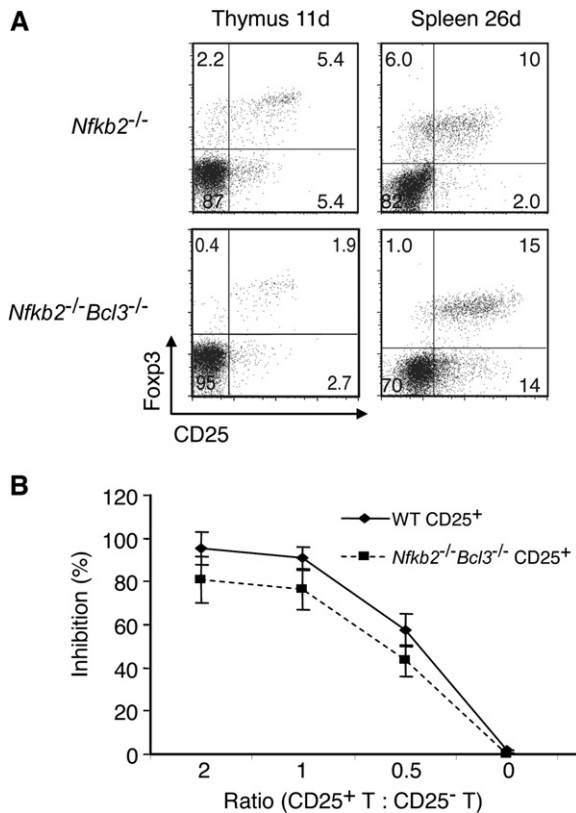 A
Thymus 11d
Spleen 26d
Nfkb2-/-
2.2
5.4
87
5.4
6.0
10
82
2.0
Nfkb2-/-Bcl3-/-
0.4
1.9
95
2.7
1.0
15
70
14
Foxp3
CD25
B
120
100
80
60
40
20
0
Inhibition (%)
WT CD25+
Nfkb2-/-Bcl3-/- CD25+
2
1
0.5
0
Ratio (CD25+ T : CD25- T)